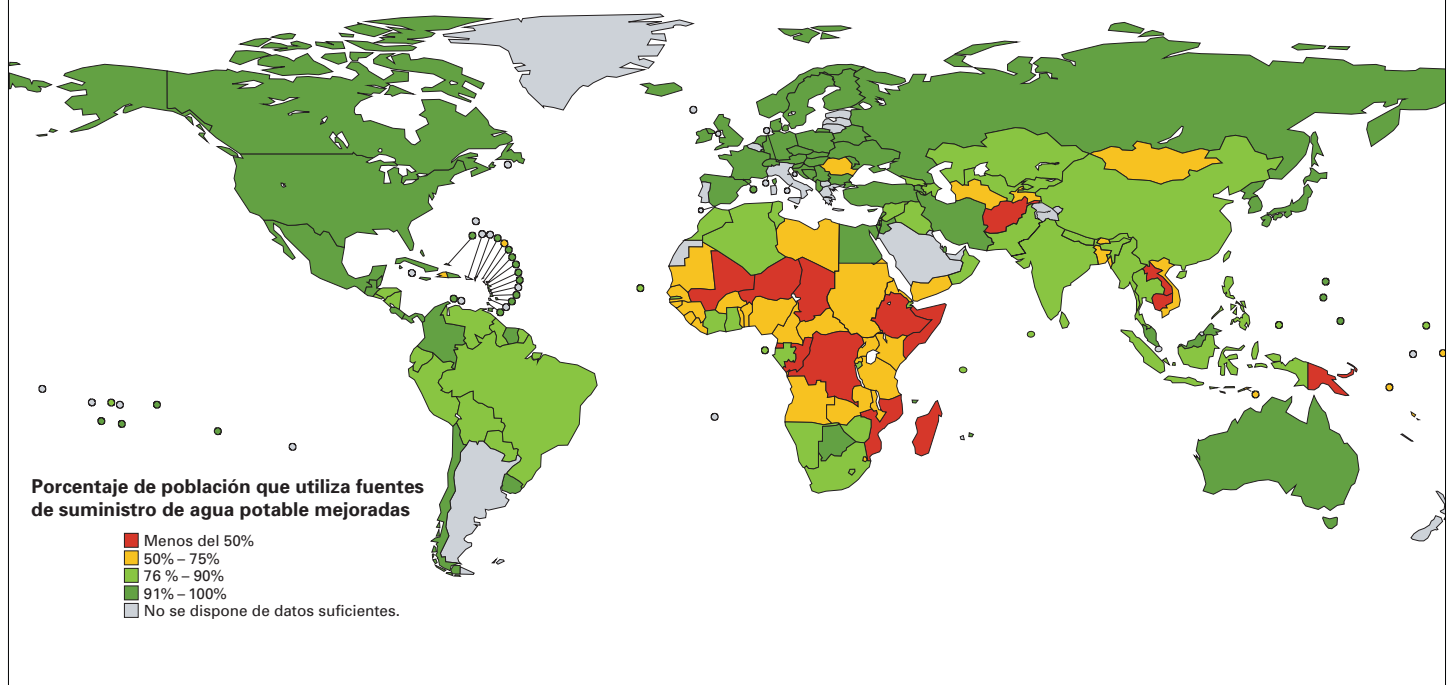 Porcentaje de población que utiliza fuentes
de suministro de agua potable mejoradas
Menos del 50%
50% – 75%
76 % – 90%
91% – 100%
No se dispone de datos suficientes.